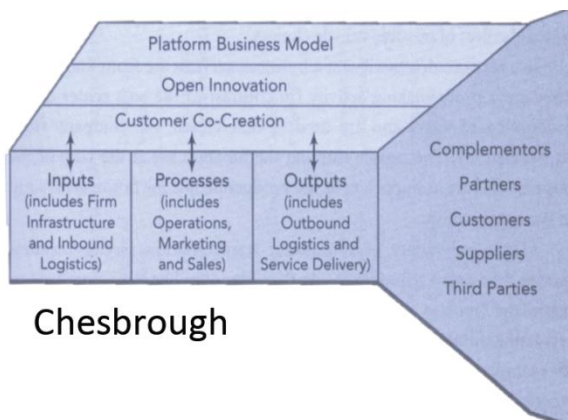 Platform Business Model
Open Innovation
Customer Co-Creation
Inputs
(includes Firm
Infrastructure
and Inbound
Logistics)
Processes
(includes
Operations,
Marketing
and Sales)
Outputs
(includes
Outbound
Logistics and
Service Delivery)
Complementors
Partners
Customers
Suppliers
Third Parties
Chesbrough